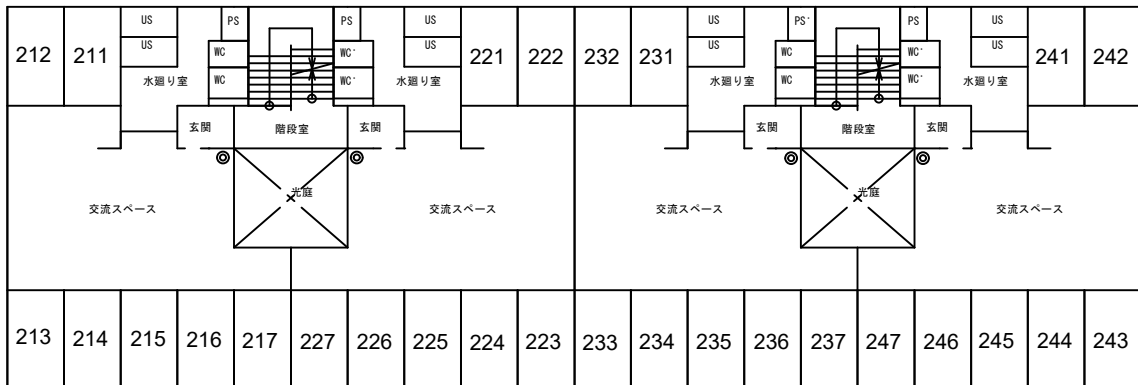 US PS PS US US PS' PS US
212 211 US WC WC' US 221 222 232 231 US WC WC' US 241 242
水廻り室 WC WC' 水廻り室 水廻り室 WC WC' 水廻り室
玄関 階段室 玄関 玄関 階段室 玄関
光庭 光庭
交流スペース 交流スペース 交流スペース 交流スペース
213 214 215 216 217 227 226 225 224 223 233 234 235 236 237 247 246 245 244 243